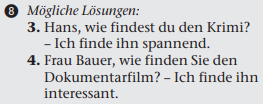 8 Mögliche Lösungen:
3. Hans, wie findest du den Krimi?
– Ich finde ihn spannend.
4. Frau Bauer, wie finden Sie den
Dokumentarfilm? – Ich finde ihn
interessant.